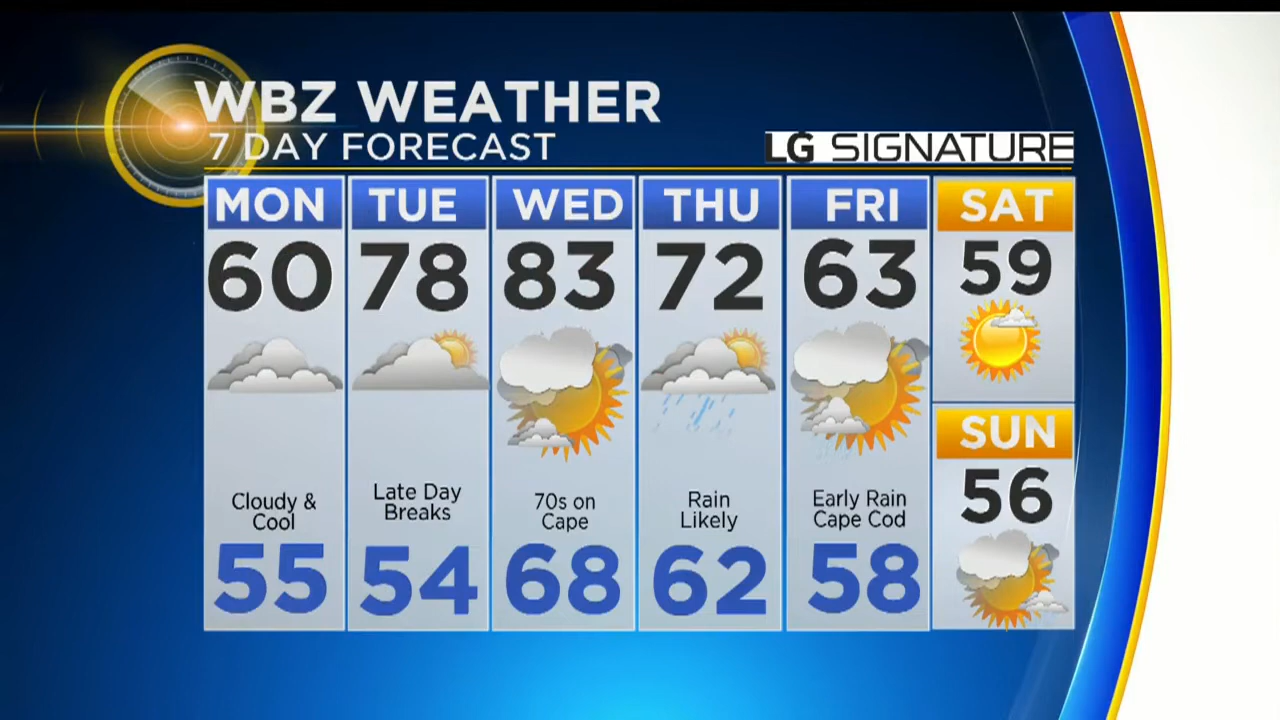 WBZ WEATHER
7 DAY FORECAST
LG SIGNATURE
MON
60
Cloudy &
Cool
55
TUE
78
Late Day
Breaks
54
WED
83
70s on
Cape
68
THU
72
Rain
Likely
62
FRI
63
Early Rain
Cape Cod
58
SAT
59
SUN
56